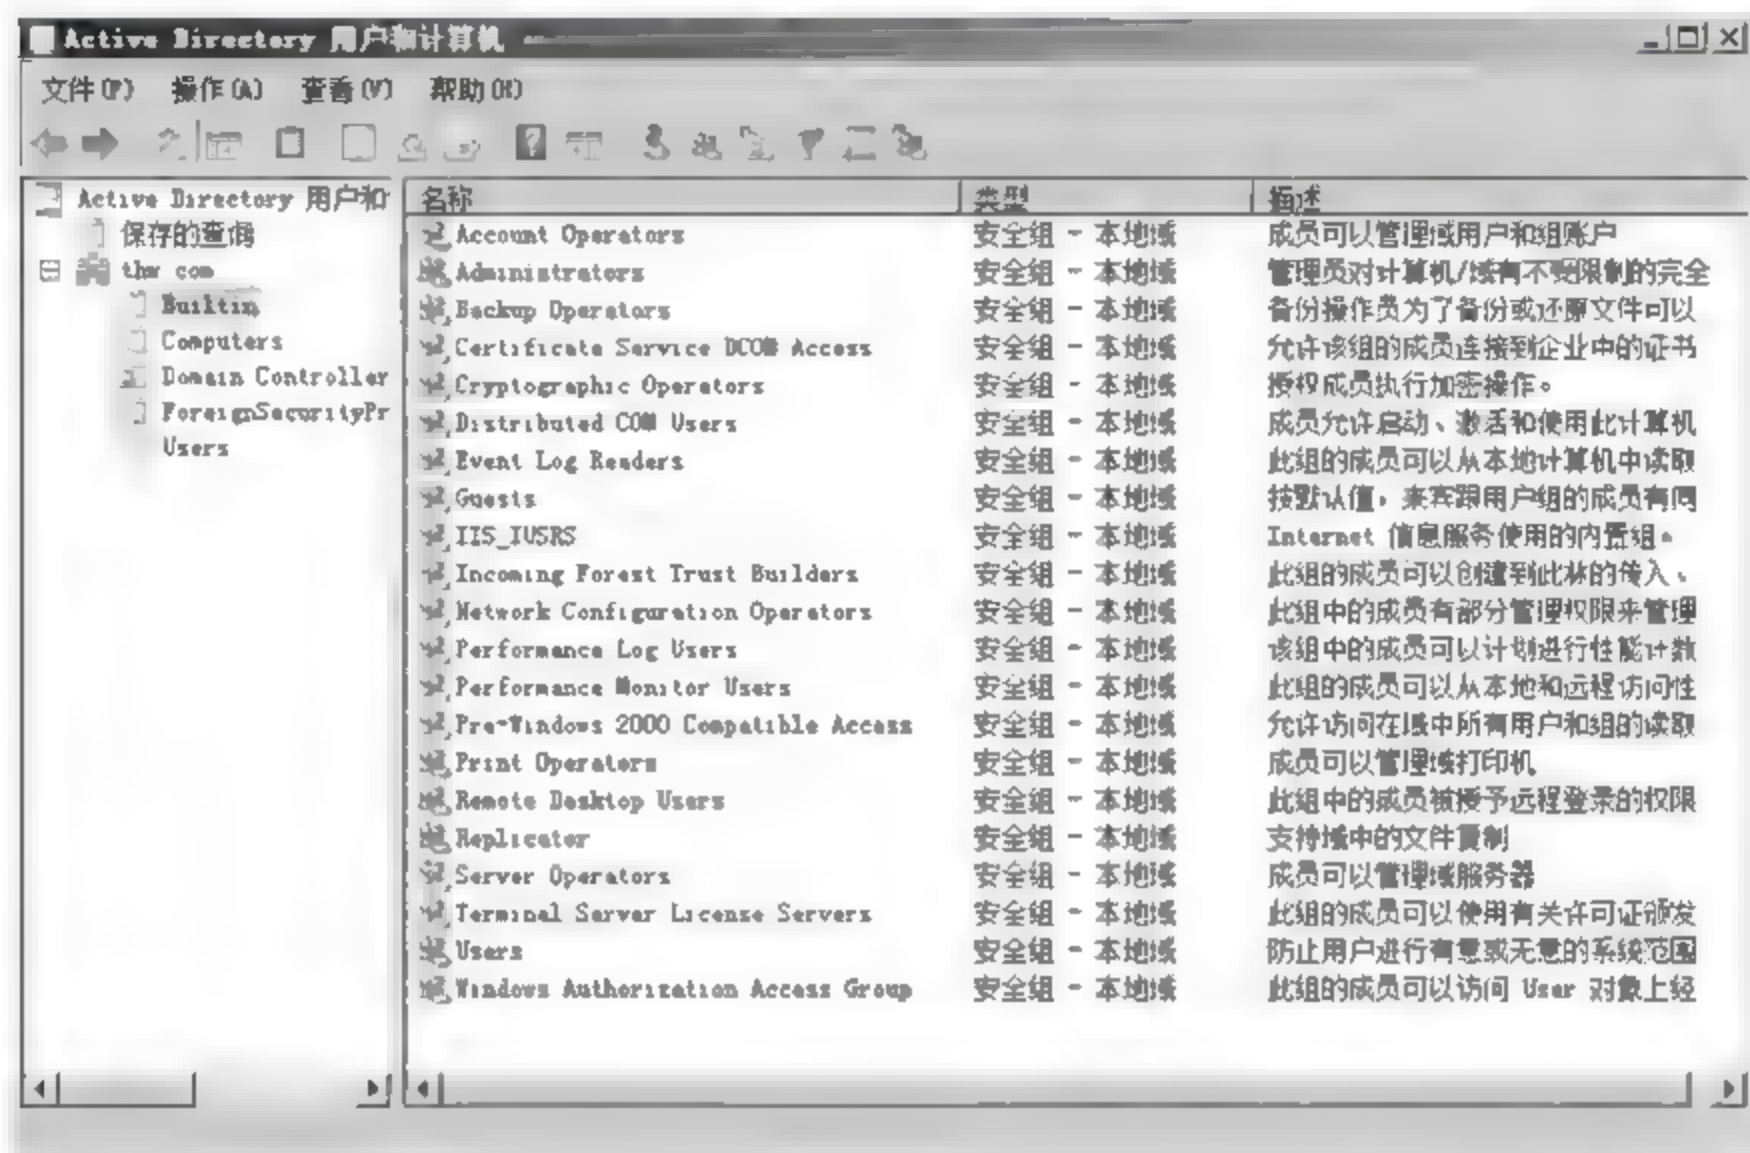 Active Directory 用户和计算机
文件(F) 操作(A) 查看(V) 帮助(H)
Active Directory 用户和
保存的查询
thw com
Builtin
Computers
Domain Controller
ForeignSecurityPr
Users
名称 类型 描述
Account Operators 安全组 - 本地域 成员可以管理域用户和组账户
Administrators 安全组 - 本地域 管理员对计算机/域有不受限制的完全
Backup Operators 安全组 - 本地域 备份操作员为了备份或还原文件可以
Certificate Service DCOM Access 安全组 - 本地域 允许该组的成员连接到企业中的证书
Cryptographic Operators 安全组 - 本地域 授权成员执行加密操作。
Distributed COM Users 安全组 - 本地域 成员允许启动、激活和使用此计算机
Event Log Readers 安全组 - 本地域 此组的成员可以从本地计算机中读取
Guests 安全组 - 本地域 按默认值，来宾跟用户组的成员有同
IIS_IUSRS 安全组 - 本地域 Internet 信息服务使用的内置组。
Incoming Forest Trust Builders 安全组 - 本地域 此组的成员可以创建到此林的传入、
Network Configuration Operators 安全组 - 本地域 此组中的成员有部分管理权限来管理
Performance Log Users 安全组 - 本地域 该组中的成员可以计划进行性能计数
Performance Monitor Users 安全组 - 本地域 此组的成员可以从本地和远程访问性
Pre-Windows 2000 Compatible Access 安全组 - 本地域 允许访问在域中所有用户和组的读取
Print Operators 安全组 - 本地域 成员可以管理域打印机
Remote Desktop Users 安全组 - 本地域 此组中的成员被授予远程登录的权限
Replicator 安全组 - 本地域 支持域中的文件复制
Server Operators 安全组 - 本地域 成员可以管理域服务器
Terminal Server License Servers 安全组 - 本地域 此组的成员可以使用有关许可证颁发
Users 安全组 - 本地域 防止用户进行有意或无意的系统范围
Windows Authorization Access Group 安全组 - 本地域 此组的成员可以访问 User 对象上经